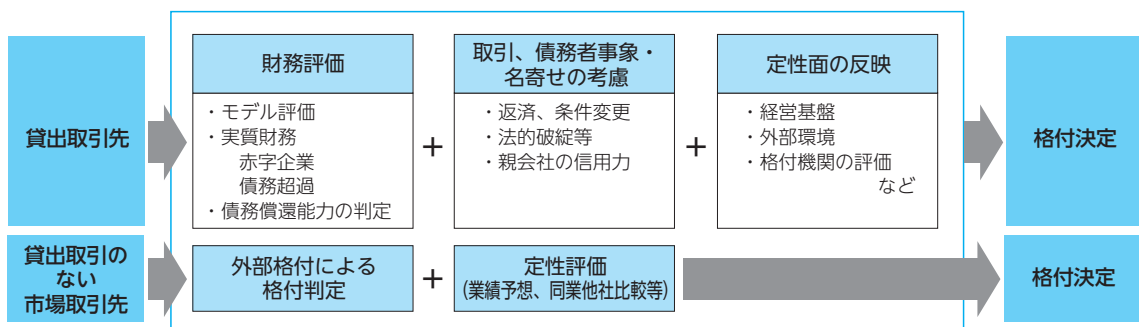 貸出取引先
財務評価
・モデル評価
・実質財務
赤字企業
債務超過
・債務償還能力の判定
+
取引、債務者事象・
名寄せの考慮
・返済、条件変更
・法的破綻等
・親会社の信用力
+
定性面の反映
・経営基盤
・外部環境
・格付機関の評価
など
格付決定
貸出取引の
ない
市場取引先
外部格付による
格付判定
+
定性評価
(業績予想、同業他社比較等)
格付決定